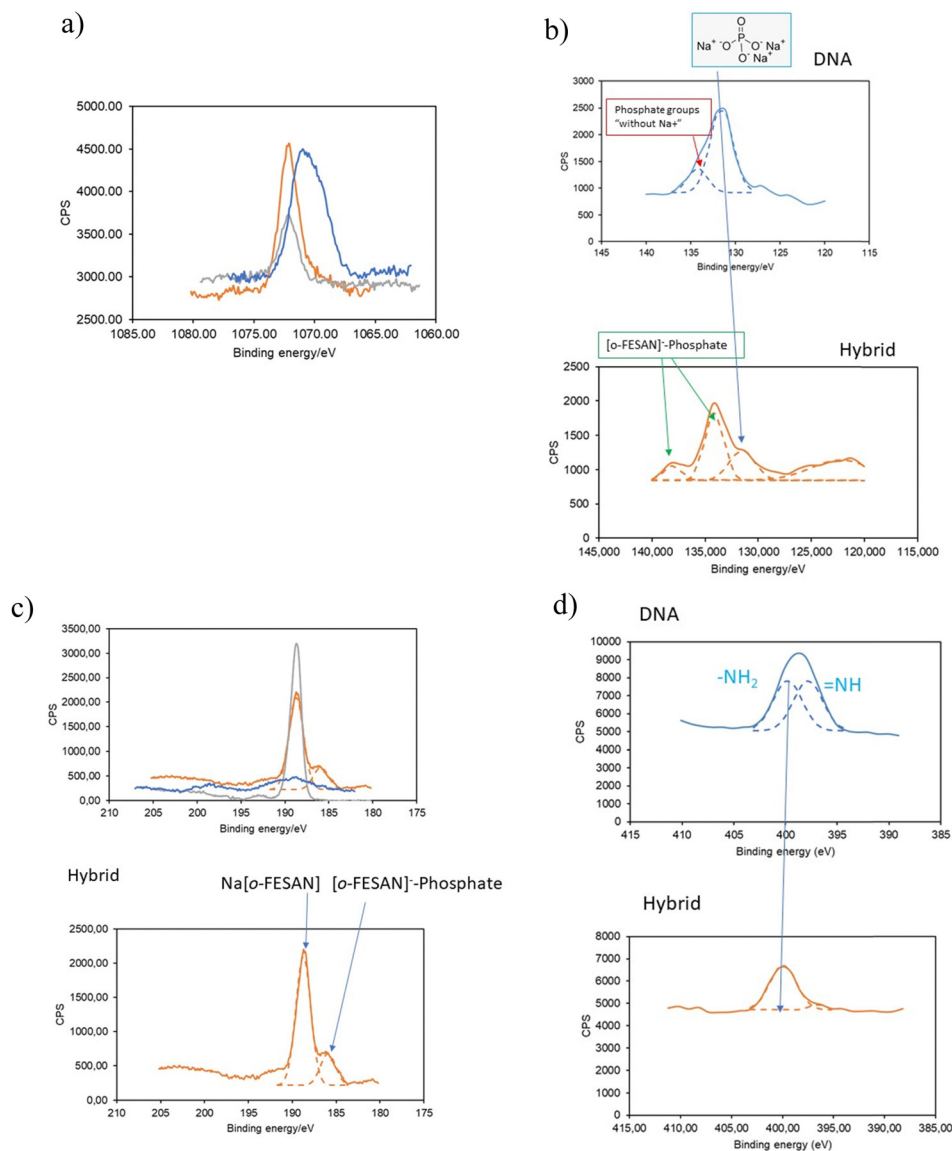 a)
5000.00
4500.00
4000.00
3500.00
3000.00
2500.00
CPS
1085.00 1080.00 1075.00 1070.00 1065.00 1060.00
Binding energy/eV
b)
O
P
Na⁺ ⁻O O⁻ Na⁺
O⁻ Na⁺
DNA
3000
2500
2000
1500
1000
500
0
CPS
Phosphate groups
"without Na+"
145 140 135 130 125 120 115
Binding energy/eV
[o-FESAN]⁻-Phosphate
Hybrid
2500
2000
1500
1000
500
0
CPS
145,000 140,000 135,000 130,000 125,000 120,000 115,000
Binding energy/eV
c)
3500,00
3000,00
2500,00
2000,00
1500,00
1000,00
500,00
0,00
CPS
210 205 200 195 190 185 180 175
Binding energy/eV
Hybrid
Na[o-FESAN] [o-FESAN]⁻-Phosphate
2500,00
2000,00
1500,00
1000,00
500,00
0,00
CPS
210 205 200 195 190 185 180 175
Binding energy/eV
d)
DNA
10000
9000
8000
7000
6000
5000
4000
3000
2000
1000
0
CPS
-NH₂ =NH
415 410 405 400 395 390 385
Binding energy (eV)
Hybrid
8000
7000
6000
5000
4000
3000
2000
1000
0
CPS
415,00 410,00 405,00 400,00 395,00 390,00 385,00
Binding energy (eV)